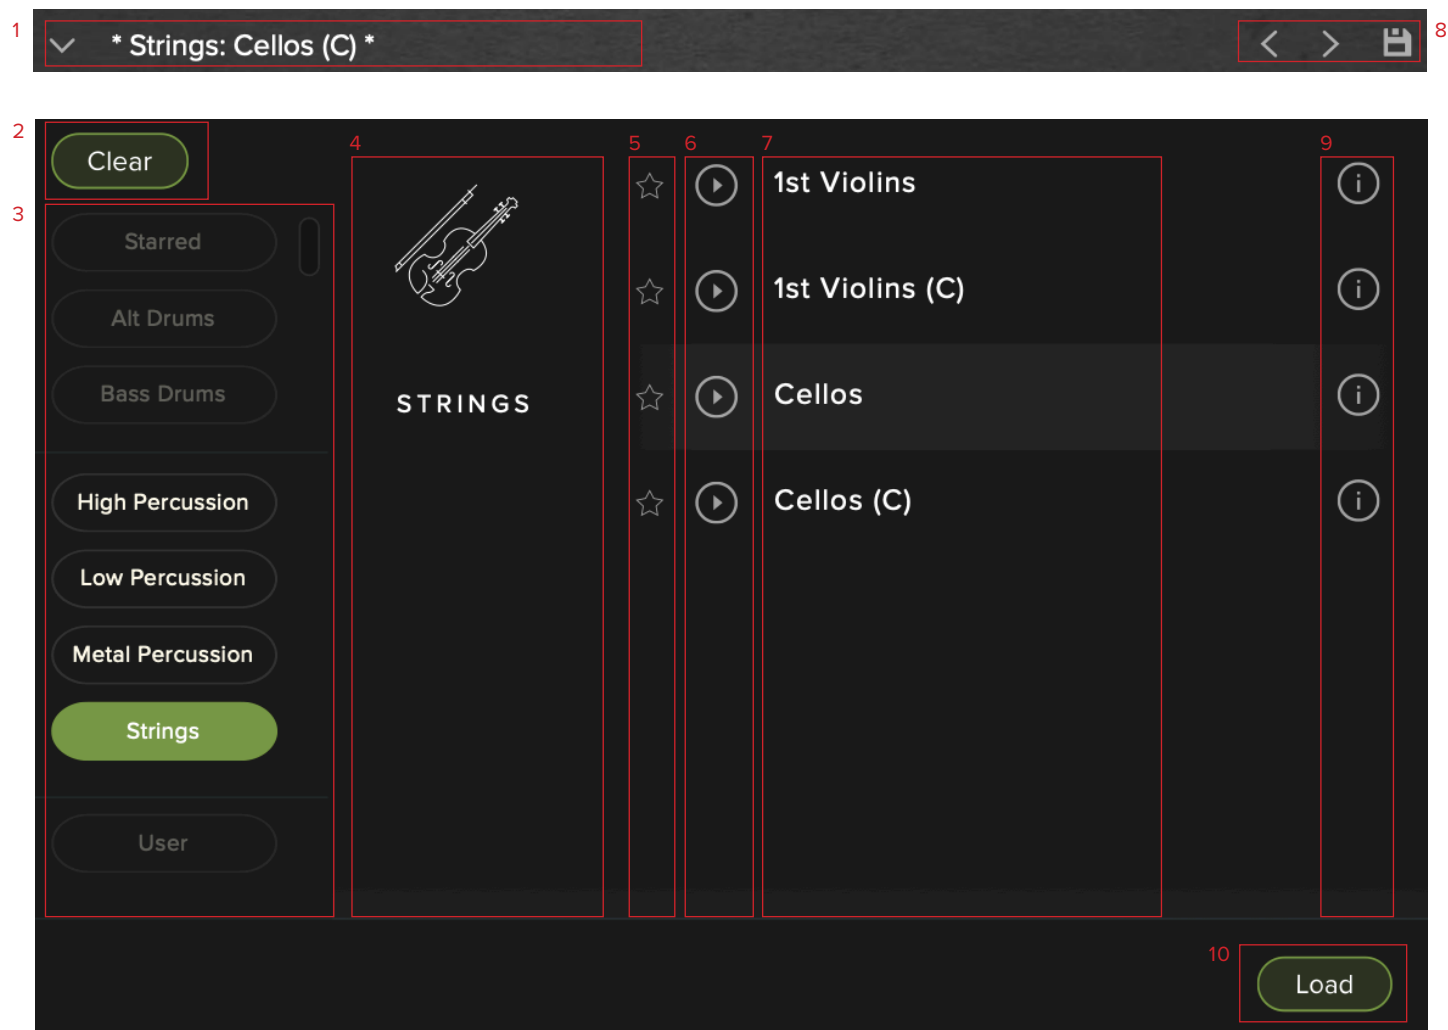 1
* Strings: Cellos (C) *
8
2
Clear
3
Starred
Alt Drums
Bass Drums
High Percussion
Low Percussion
Metal Percussion
Strings
User
4
STRINGS
5
6
7
1st Violins
1st Violins (C)
Cellos
Cellos (C)
9
10
Load